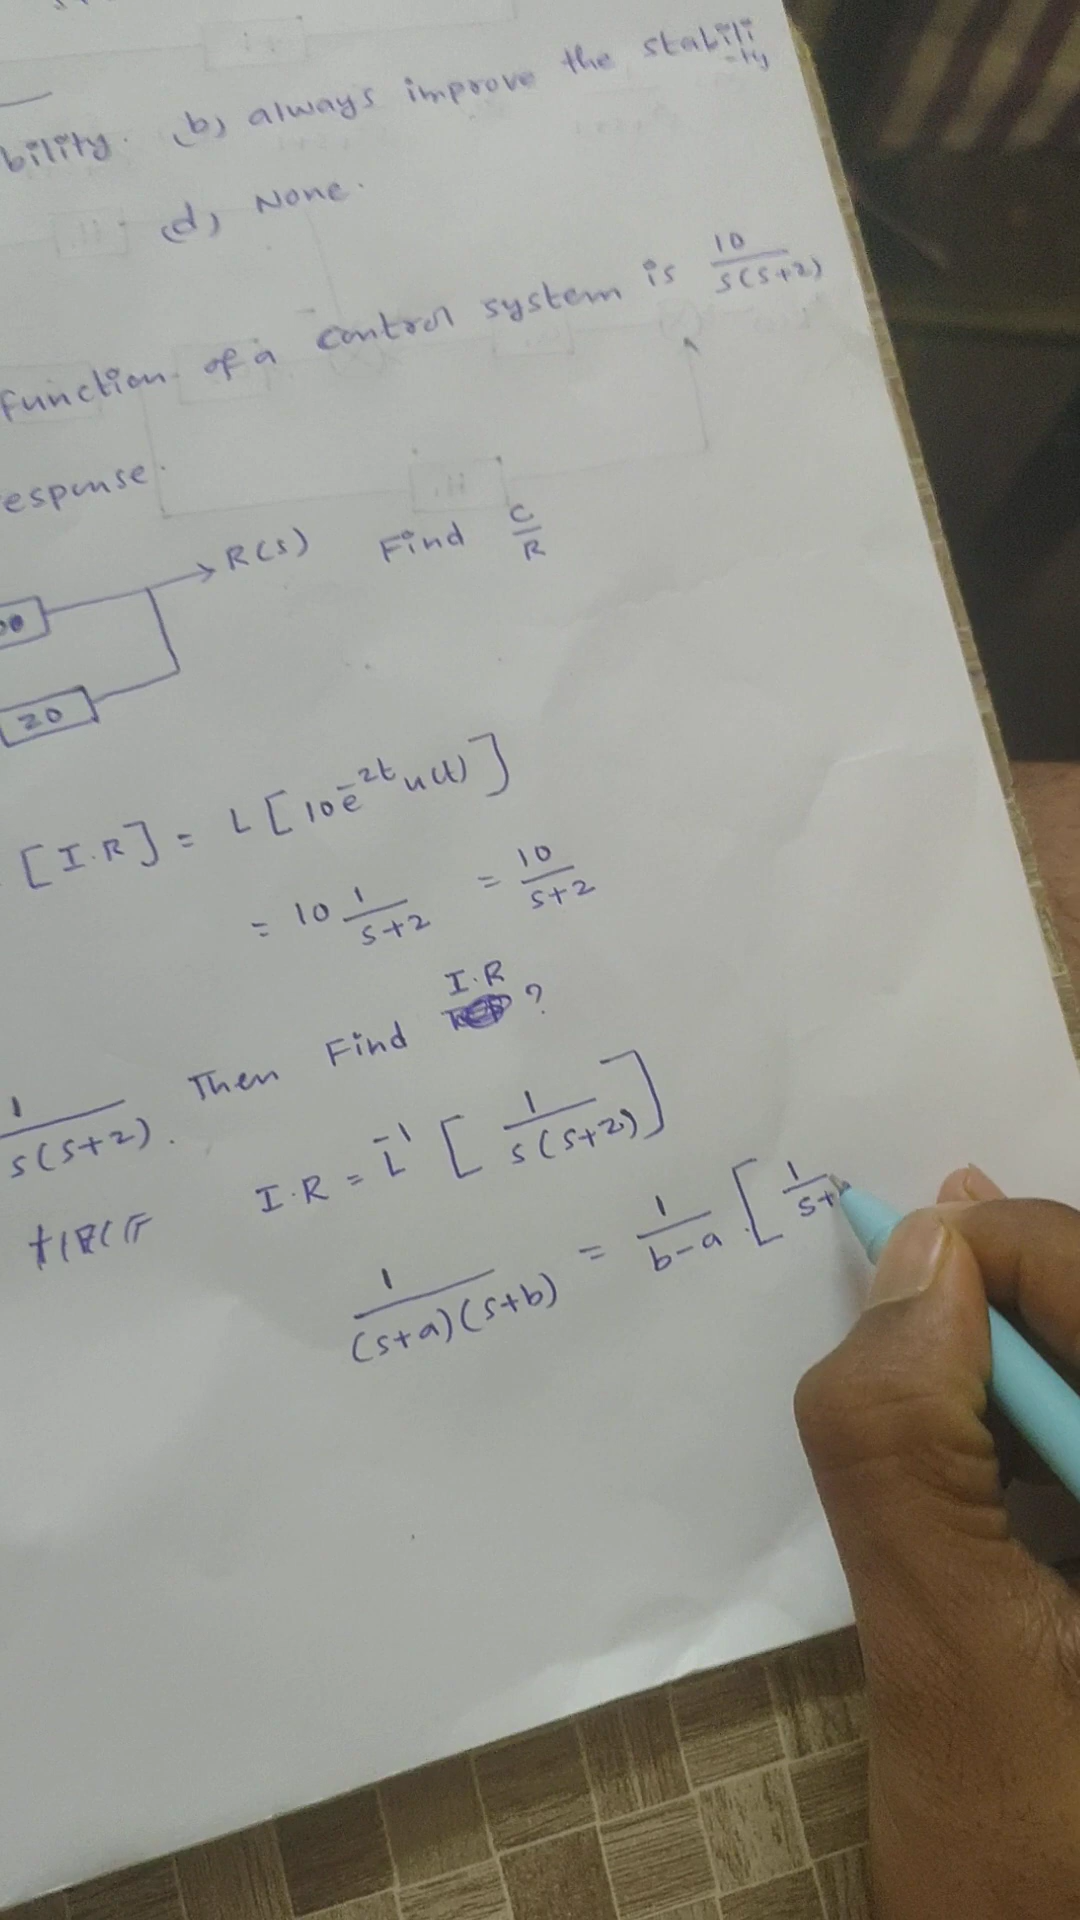 bility. (b) always improve the stabili
-ty
(d) None.
function of a control system is 10/s(s+2)
esponse.
→ R(s) Find C/R
20
[I.R] = L[10e^-2t u(t)]
= 10 1/s+2 = 10/s+2
1/s(s+2). Then Find I.R ?
I.R = L^-1 [1/s(s+2)]
1/(s+a)(s+b) = 1/b-a [1/s+